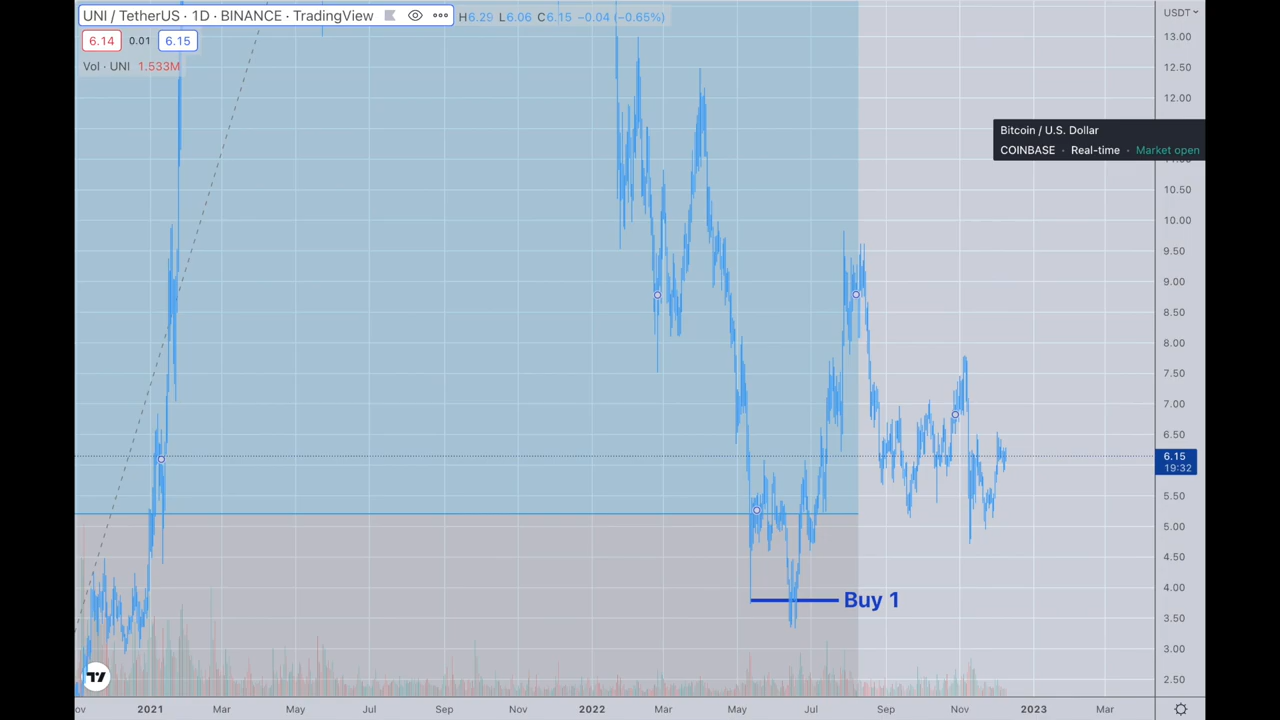 UNI / TetherUS · 1D · BINANCE · TradingView H6.29 L6.06 C6.15 −0.04 (−0.65%)
6.14 0.01 6.15
Vol · UNI 1.533M
USDT
13.00
12.50
12.00
Bitcoin / U.S. Dollar
COINBASE · Real-time · Market open
10.50
10.00
9.50
9.00
8.50
8.00
7.50
7.00
6.50
6.15
19:32
5.50
5.00
4.50
4.00
Buy 1
3.50
3.00
2.50
2021 Mar May Jul Sep Nov 2022 Mar May Jul Sep Nov 2023 Mar